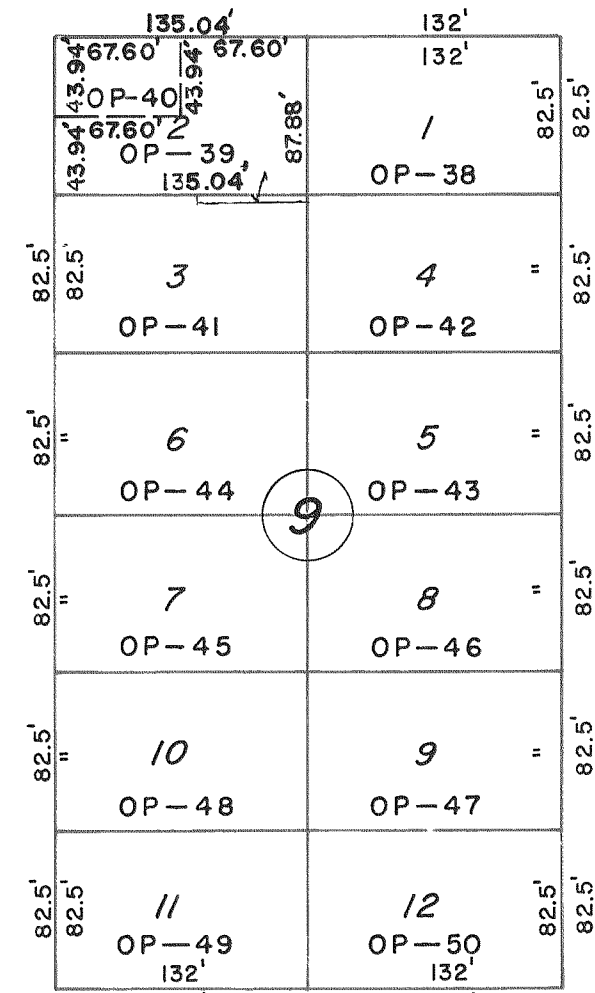 135.04' 132'
43.94' 67.60' 43.94' 67.60' 132'
OP-40 87.88' 82.5' 82.5'
43.94' 67.60' 2 1
OP-39 OP-38
135.04'
82.5' 82.5' 3 4 " 82.5'
OP-41 OP-42
82.5' " 6 5 " 82.5'
OP-44 OP-43
9
82.5' " 7 8 " 82.5'
OP-45 OP-46
82.5' " 10 9 " 82.5'
OP-48 OP-47
82.5' 82.5' 11 12 82.5' 82.5'
OP-49 OP-50
132' 132'